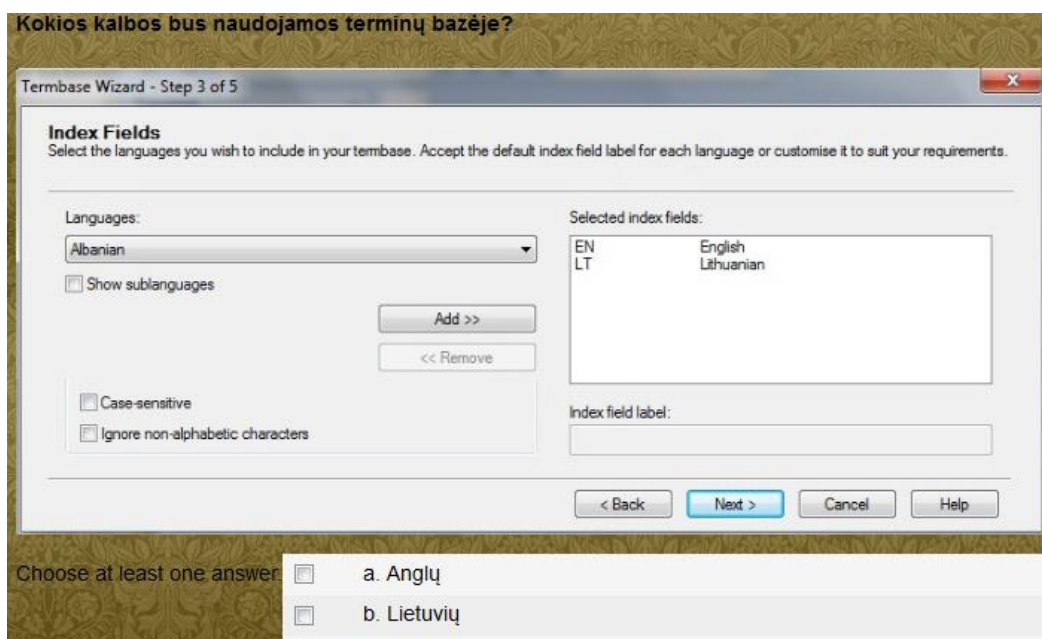 Kokios kalbos bus naudojamos terminų bazėje?
Termbase Wizard - Step 3 of 5
Index Fields
Select the languages you wish to include in your termbase. Accept the default index field label for each language or customise it to suit your requirements.
Languages:
Albanian
Show sublanguages
Add >>
<< Remove
Case-sensitive
Ignore non-alphabetic characters
Selected index fields:
EN English
LT Lithuanian
Index field label:
< Back Next > Cancel Help
Choose at least one answer.
a. Anglų
b. Lietuvių